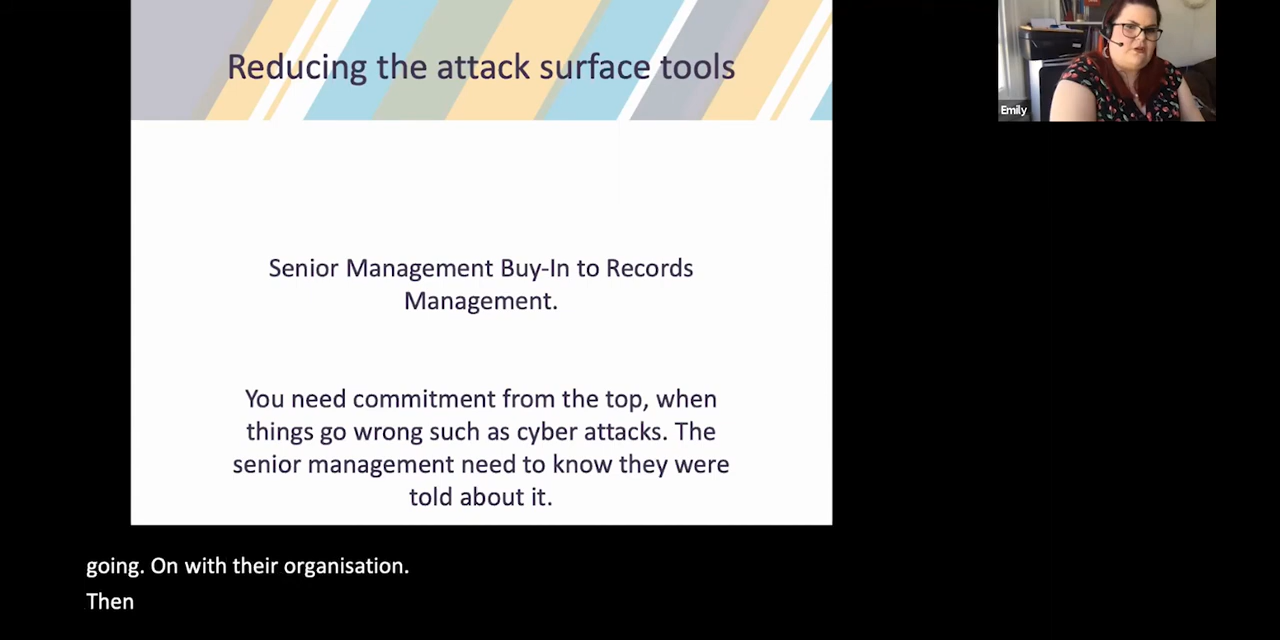 Reducing the attack surface tools
Emily
Senior Management Buy-In to Records
Management.
You need commitment from the top, when
things go wrong such as cyber attacks. The
senior management need to know they were
told about it.
going. On with their organisation.
Then